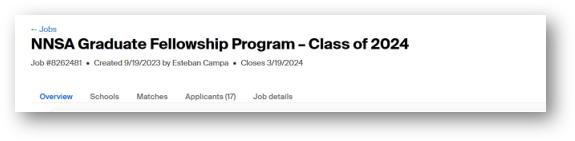 ← Jobs
NNSA Graduate Fellowship Program – Class of 2024
Job #8262481 • Created 9/19/2023 by Esteban Campa • Closes 3/19/2024
Overview Schools Matches Applicants (17) Job details